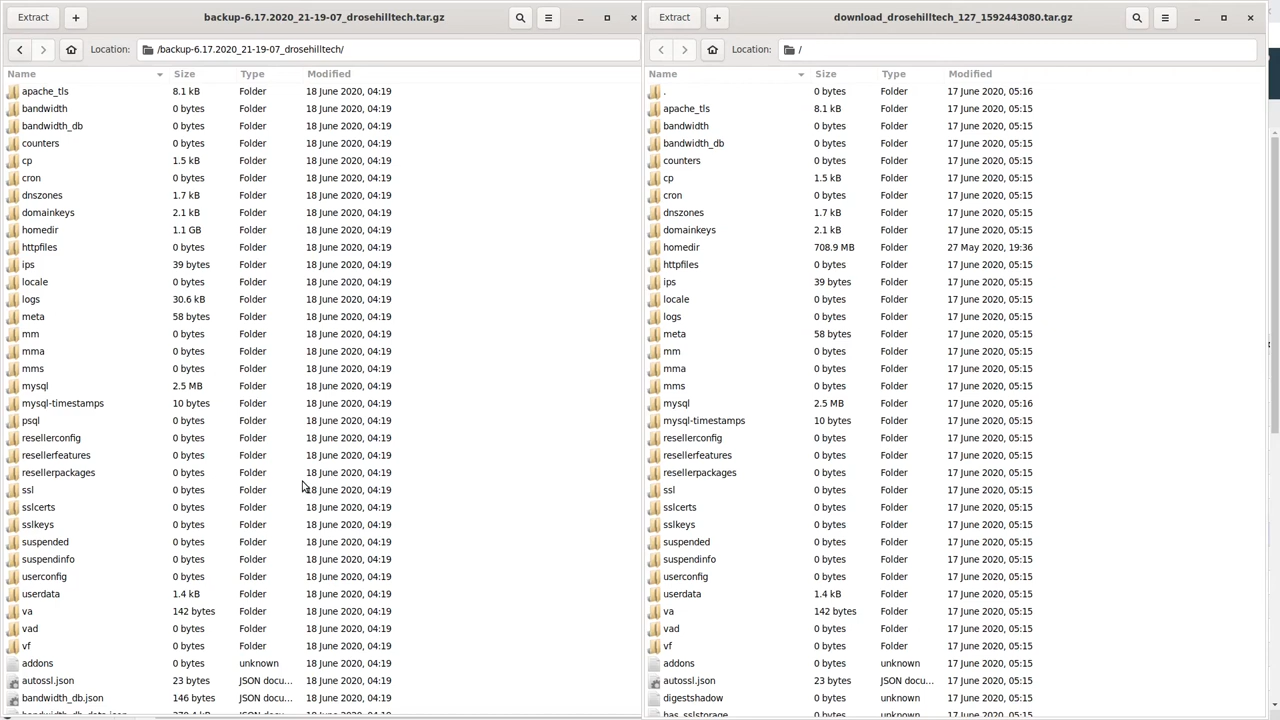 Extract + backup-6.17.2020_21-19-07_drosehilltech.tar.gz
Location: /backup-6.17.2020_21-19-07_drosehilltech/
Name Size Type Modified
apache_tls 8.1 kB Folder 18 June 2020, 04:19
bandwidth 0 bytes Folder 18 June 2020, 04:19
bandwidth_db 0 bytes Folder 18 June 2020, 04:19
counters 0 bytes Folder 18 June 2020, 04:19
cp 1.5 kB Folder 18 June 2020, 04:19
cron 0 bytes Folder 18 June 2020, 04:19
dnszones 1.7 kB Folder 18 June 2020, 04:19
domainkeys 2.1 kB Folder 18 June 2020, 04:19
homedir 1.1 GB Folder 18 June 2020, 04:19
httpfiles 0 bytes Folder 18 June 2020, 04:19
ips 39 bytes Folder 18 June 2020, 04:19
locale 0 bytes Folder 18 June 2020, 04:19
logs 30.6 kB Folder 18 June 2020, 04:19
meta 58 bytes Folder 18 June 2020, 04:19
mm 0 bytes Folder 18 June 2020, 04:19
mma 0 bytes Folder 18 June 2020, 04:19
mms 0 bytes Folder 18 June 2020, 04:19
mysql 2.5 MB Folder 18 June 2020, 04:19
mysql-timestamps 10 bytes Folder 18 June 2020, 04:19
psql 0 bytes Folder 18 June 2020, 04:19
resellerconfig 0 bytes Folder 18 June 2020, 04:19
resellerfeatures 0 bytes Folder 18 June 2020, 04:19
resellerpackages 0 bytes Folder 18 June 2020, 04:19
ssl 0 bytes Folder 18 June 2020, 04:19
sslcerts 0 bytes Folder 18 June 2020, 04:19
sslkeys 0 bytes Folder 18 June 2020, 04:19
suspended 0 bytes Folder 18 June 2020, 04:19
suspendinfo 0 bytes Folder 18 June 2020, 04:19
userconfig 0 bytes Folder 18 June 2020, 04:19
userdata 1.4 kB Folder 18 June 2020, 04:19
va 142 bytes Folder 18 June 2020, 04:19
vad 0 bytes Folder 18 June 2020, 04:19
vf 0 bytes Folder 18 June 2020, 04:19
addons 0 bytes unknown 18 June 2020, 04:19
autossl.json 23 bytes JSON docu... 18 June 2020, 04:19
bandwidth_db.json 146 bytes JSON docu... 18 June 2020, 04:19
Extract + download_drosehilltech_127_1592443080.tar.gz
Location: /
Name Size Type Modified
. 0 bytes Folder 17 June 2020, 05:16
apache_tls 8.1 kB Folder 17 June 2020, 05:15
bandwidth 0 bytes Folder 17 June 2020, 05:15
bandwidth_db 0 bytes Folder 17 June 2020, 05:15
counters 0 bytes Folder 17 June 2020, 05:15
cp 1.5 kB Folder 17 June 2020, 05:15
cron 0 bytes Folder 17 June 2020, 05:15
dnszones 1.7 kB Folder 17 June 2020, 05:15
domainkeys 2.1 kB Folder 17 June 2020, 05:15
homedir 708.9 MB Folder 27 May 2020, 19:36
httpfiles 0 bytes Folder 17 June 2020, 05:15
ips 39 bytes Folder 17 June 2020, 05:15
locale 0 bytes Folder 17 June 2020, 05:15
logs 0 bytes Folder 17 June 2020, 05:15
meta 58 bytes Folder 17 June 2020, 05:15
mm 0 bytes Folder 17 June 2020, 05:15
mma 0 bytes Folder 17 June 2020, 05:15
mms 0 bytes Folder 17 June 2020, 05:15
mysql 2.5 MB Folder 17 June 2020, 05:16
mysql-timestamps 10 bytes Folder 17 June 2020, 05:15
resellerconfig 0 bytes Folder 17 June 2020, 05:15
resellerfeatures 0 bytes Folder 17 June 2020, 05:15
resellerpackages 0 bytes Folder 17 June 2020, 05:15
ssl 0 bytes Folder 17 June 2020, 05:15
sslcerts 0 bytes Folder 17 June 2020, 05:15
sslkeys 0 bytes Folder 17 June 2020, 05:15
suspended 0 bytes Folder 17 June 2020, 05:15
suspendinfo 0 bytes Folder 17 June 2020, 05:15
userconfig 0 bytes Folder 17 June 2020, 05:15
userdata 1.4 kB Folder 17 June 2020, 05:15
va 142 bytes Folder 17 June 2020, 05:15
vad 0 bytes Folder 17 June 2020, 05:15
vf 0 bytes Folder 17 June 2020, 05:15
addons 0 bytes unknown 17 June 2020, 05:15
autossl.json 23 bytes JSON docu... 17 June 2020, 05:15
digestshadow 0 bytes unknown 17 June 2020, 05:15
has_sslstorage 0 bytes unknown 17 June 2020, 05:15